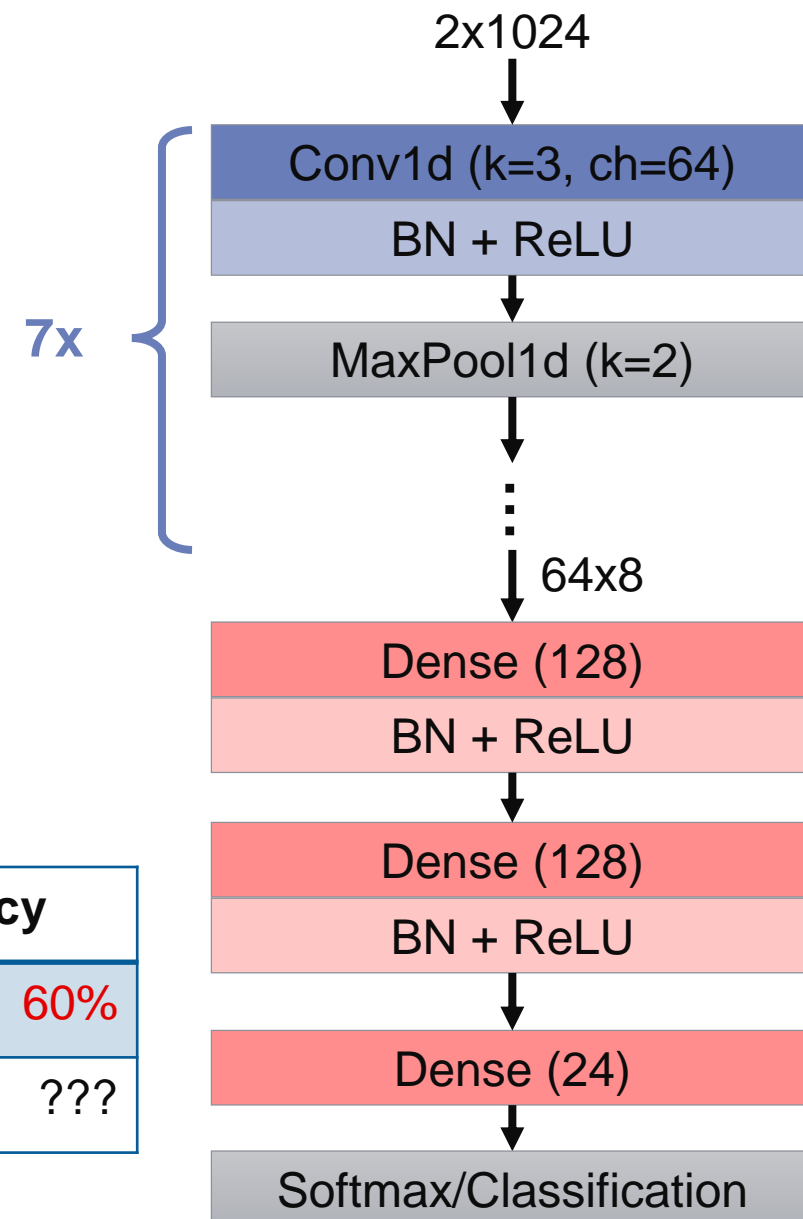 2x1024
Conv1d (k=3, ch=64)
BN + ReLU
7x
MaxPool1d (k=2)
⋮
64x8
Dense (128)
BN + ReLU
Dense (128)
cy
BN + ReLU
60%
Dense (24)
???
Softmax/Classification